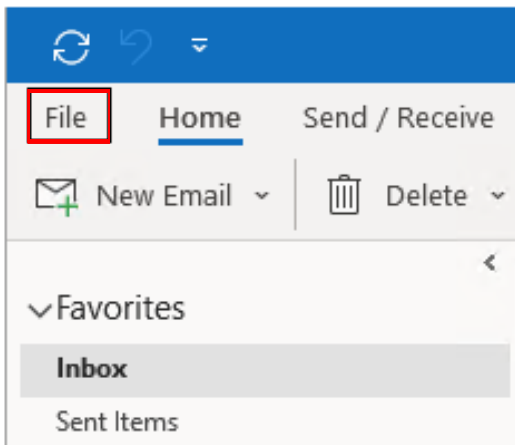 File Home Send / Receive
New Email Delete
Favorites
Inbox
Sent Items